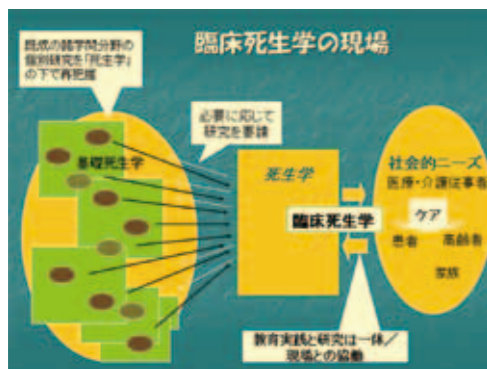 臨床死生学の現場
既成の諸学問分野の
個別研究を「死生学」
の下で再把握
必要に応じて
研究を要請
基礎死生学
死生学
臨床死生学
社会的ニーズ
医療・介護従事者
ケア
患者
高齢者
家族
教育実践と研究は一体／
現場との協働